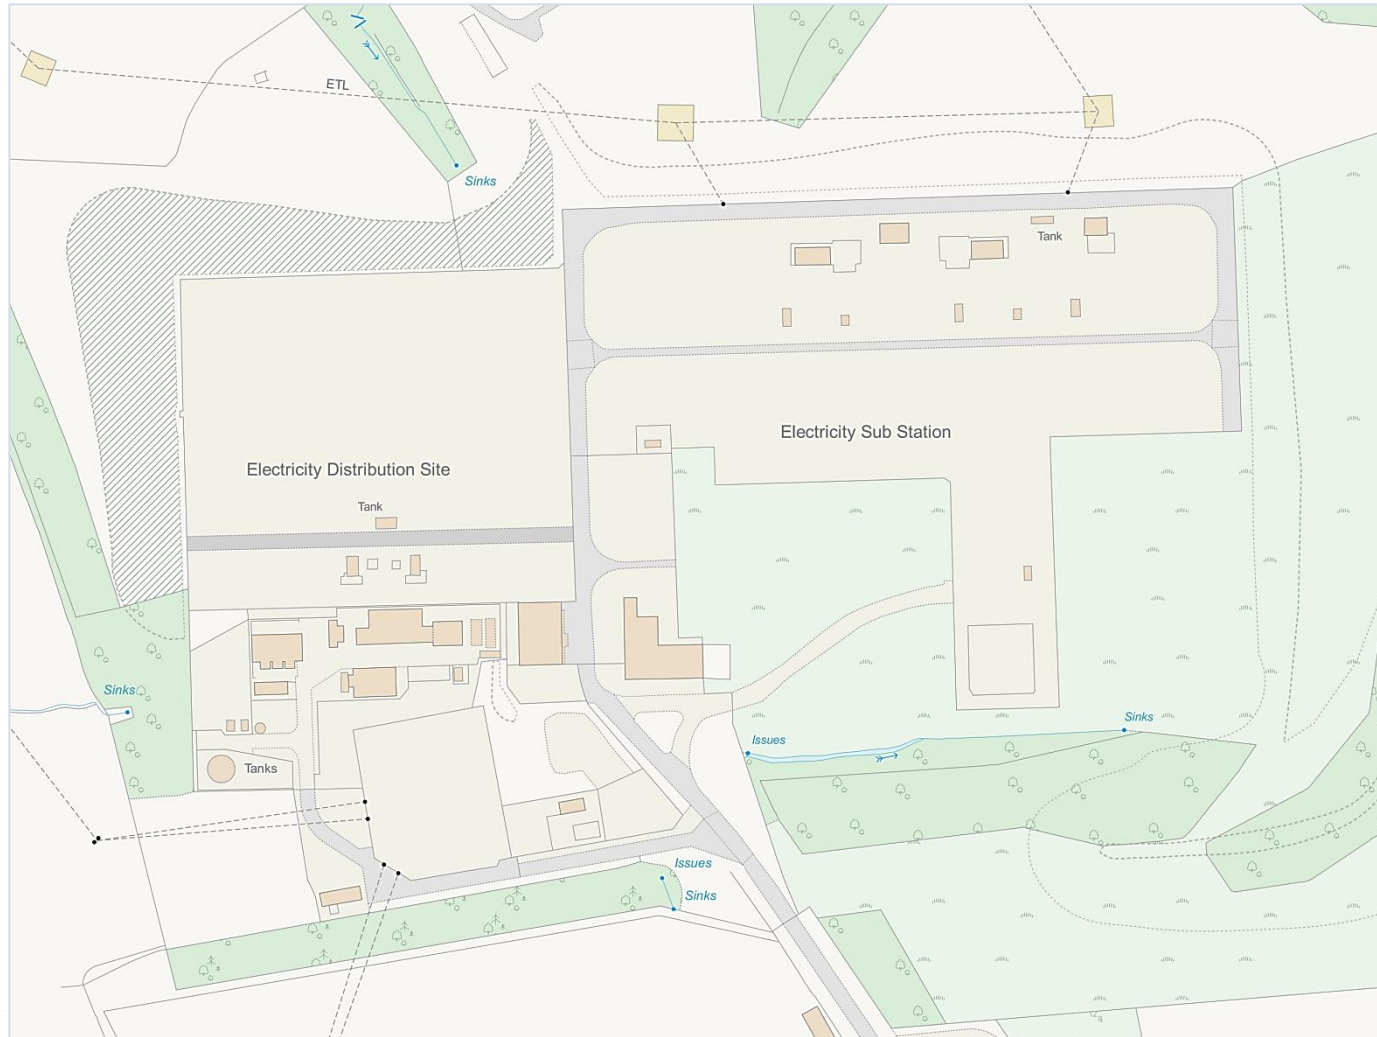 ETL
Sinks
Tank
Electricity Sub Station
Electricity Distribution Site
Tank
Sinks
Sinks
Issues
Tanks
Issues
Sinks